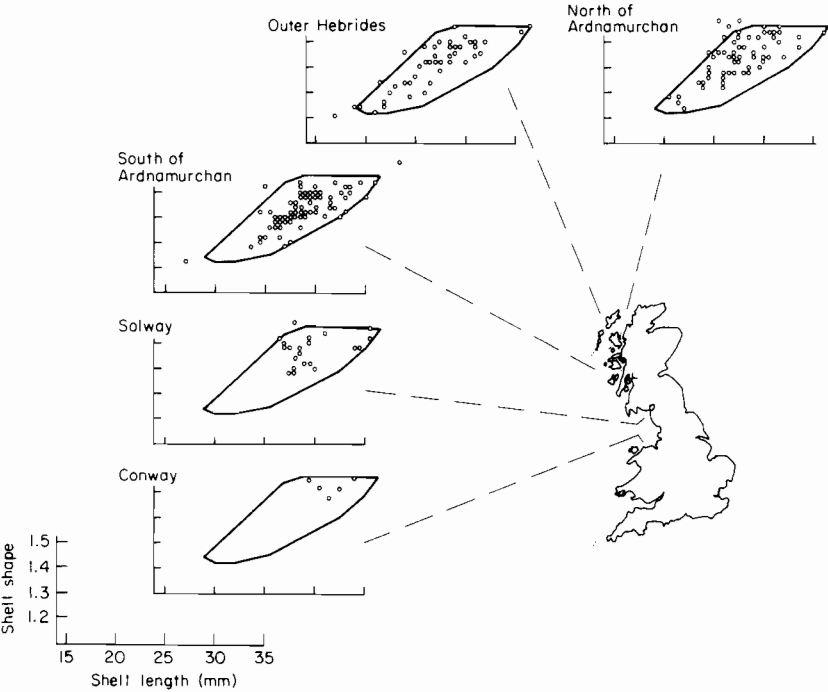 Outer Hebrides
North of
Ardnamurchan
South of
Ardnamurchan
Solway
Conway
1.5
1.4
1.3
1.2
Shell shape
15 20 25 30 35
Shell length (mm)